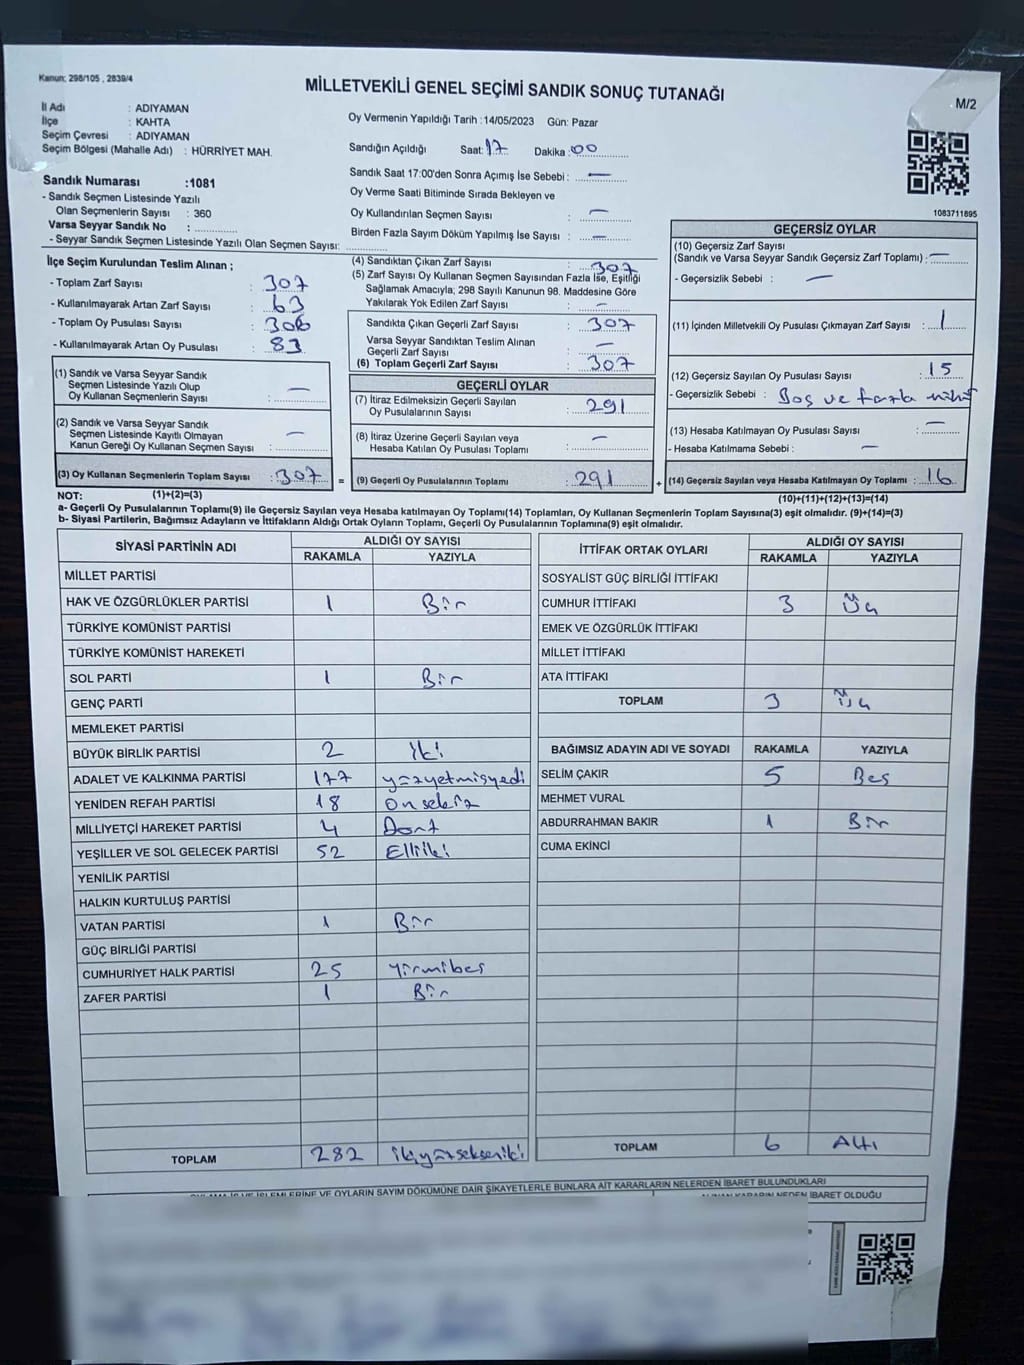 Kanun: 298/105 , 2839/4
MİLLETVEKİLİ GENEL SEÇİMİ SANDIK SONUÇ TUTANAĞI
M/2
İl Adı : ADIYAMAN
İlçe : KAHTA
Seçim Çevresi : ADIYAMAN
Seçim Bölgesi (Mahalle Adı) : HÜRRİYET MAH.
Sandık Numarası :1081
- Sandık Seçmen Listesinde Yazılı
Olan Seçmenlerin Sayısı : 360
Varsa Seyyar Sandık No :
- Seyyar Sandık Seçmen Listesinde Yazılı Olan Seçmen Sayısı:
Oy Vermenin Yapıldığı Tarih :14/05/2023 Gün: Pazar
Sandığın Açıldığı Saat: 17 Dakika: 00
Sandık Saat 17:00'den Sonra Açımış İse Sebebi : —
Oy Verme Saati Bitiminde Sırada Bekleyen ve
Oy Kullandırılan Seçmen Sayısı : —
Birden Fazla Sayım Döküm Yapılmış İse Sayısı : —
1083711895
İlçe Seçim Kurulundan Teslim Alınan ;
- Toplam Zarf Sayısı : 307
- Kullanılmayarak Artan Zarf Sayısı : 63
- Toplam Oy Pusulası Sayısı : 306
- Kullanılmayarak Artan Oy Pusulası : 83
(1) Sandık ve Varsa Seyyar Sandık
Seçmen Listesinde Yazılı Olup
Oy Kullanan Seçmenlerin Sayısı : —
(2) Sandık ve Varsa Seyyar Sandık
Seçmen Listesinde Kayıtlı Olmayan
Kanun Gereği Oy Kullanan Seçmen Sayısı : —
(3) Oy Kullanan Seçmenlerin Toplam Sayısı : 307 =
(1)+(2)=(3)
(4) Sandıktan Çıkan Zarf Sayısı : 307
(5) Zarf Sayısı Oy Kullanan Seçmen Sayısından Fazla İse, Eşitliği
Sağlamak Amacıyla; 298 Sayılı Kanunun 98. Maddesine Göre
Yakılarak Yok Edilen Zarf Sayısı : —
Sandıkta Çıkan Geçerli Zarf Sayısı : 307
Varsa Seyyar Sandıktan Teslim Alınan
Geçerli Zarf Sayısı : —
(6) Toplam Geçerli Zarf Sayısı : 307
GEÇERLİ OYLAR
(7) İtiraz Edilmeksizin Geçerli Sayılan
Oy Pusulalarının Sayısı : 291
(8) İtiraz Üzerine Geçerli Sayılan veya
Hesaba Katılan Oy Pusulası Toplamı : —
(9) Geçerli Oy Pusulalarının Toplamı : 291 +
GEÇERSİZ OYLAR
(10) Geçersiz Zarf Sayısı
(Sandık ve Varsa Seyyar Sandık Geçersiz Zarf Toplamı) : —
- Geçersizlik Sebebi : —
(11) İçinden Milletvekili Oy Pusulası Çıkmayan Zarf Sayısı : 1
(12) Geçersiz Sayılan Oy Pusulası Sayısı : 15
- Geçersizlik Sebebi : Boş ve fazla mühür
(13) Hesaba Katılmayan Oy Pusulası Sayısı : —
- Hesaba Katılmama Sebebi : —
(14) Geçersiz Sayılan veya Hesaba Katılmayan Oy Toplamı : 16
(10)+(11)+(12)+(13)=(14)
NOT:
a- Geçerli Oy Pusulalarının Toplamı(9) ile Geçersiz Sayılan veya Hesaba katılmayan Oy Toplamı(14) Toplamları, Oy Kullanan Seçmenlerin Toplam Sayısına(3) eşit olmalıdır. (9)+(14)=(3)
b- Siyasi Partilerin, Bağımsız Adayların ve İttifakların Aldığı Ortak Oyların Toplamı, Geçerli Oy Pusulalarının Toplamına(9) eşit olmalıdır.
SİYASİ PARTİNİN ADI ALDIĞI OY SAYISI
RAKAMLA YAZIYLA
MİLLET PARTİSİ
HAK VE ÖZGÜRLÜKLER PARTİSİ 1 Bir
TÜRKİYE KOMÜNİST PARTİSİ
TÜRKİYE KOMÜNİST HAREKETİ
SOL PARTİ 1 Bir
GENÇ PARTİ
MEMLEKET PARTİSİ
BÜYÜK BİRLİK PARTİSİ 2 İki
ADALET VE KALKINMA PARTİSİ 177 yüzyetmişyedi
YENİDEN REFAH PARTİSİ 18 onsekiz
MİLLİYETÇİ HAREKET PARTİSİ 4 Dört
YEŞİLLER VE SOL GELECEK PARTİSİ 52 Elliiki
YENİLİK PARTİSİ
HALKIN KURTULUŞ PARTİSİ
VATAN PARTİSİ 1 Bir
GÜÇ BİRLİĞİ PARTİSİ
CUMHURİYET HALK PARTİSİ 25 yirmibeş
ZAFER PARTİSİ 1 Bir
TOPLAM 282 ikiyüzsekseniki
İTTİFAK ORTAK OYLARI ALDIĞI OY SAYISI
RAKAMLA YAZIYLA
SOSYALİST GÜÇ BİRLİĞİ İTTİFAKI
CUMHUR İTTİFAKI 3 Üç
EMEK VE ÖZGÜRLÜK İTTİFAKI
MİLLET İTTİFAKI
ATA İTTİFAKI
TOPLAM 3 Üç
BAĞIMSIZ ADAYIN ADI VE SOYADI RAKAMLA YAZIYLA
SELİM ÇAKIR 5 Beş
MEHMET VURAL
ABDURRAHMAN BAKIR 1 Bir
CUMA EKİNCİ
TOPLAM 6 Altı
VE OYLARIN SAYIM DÖKÜMÜNE DAİR ŞİKAYETLERLE BUNLARA AİT KARARLARIN NELERDEN İBARET BULUNDUKLARI
KARARIN NEDEN İBARET OLDUĞU